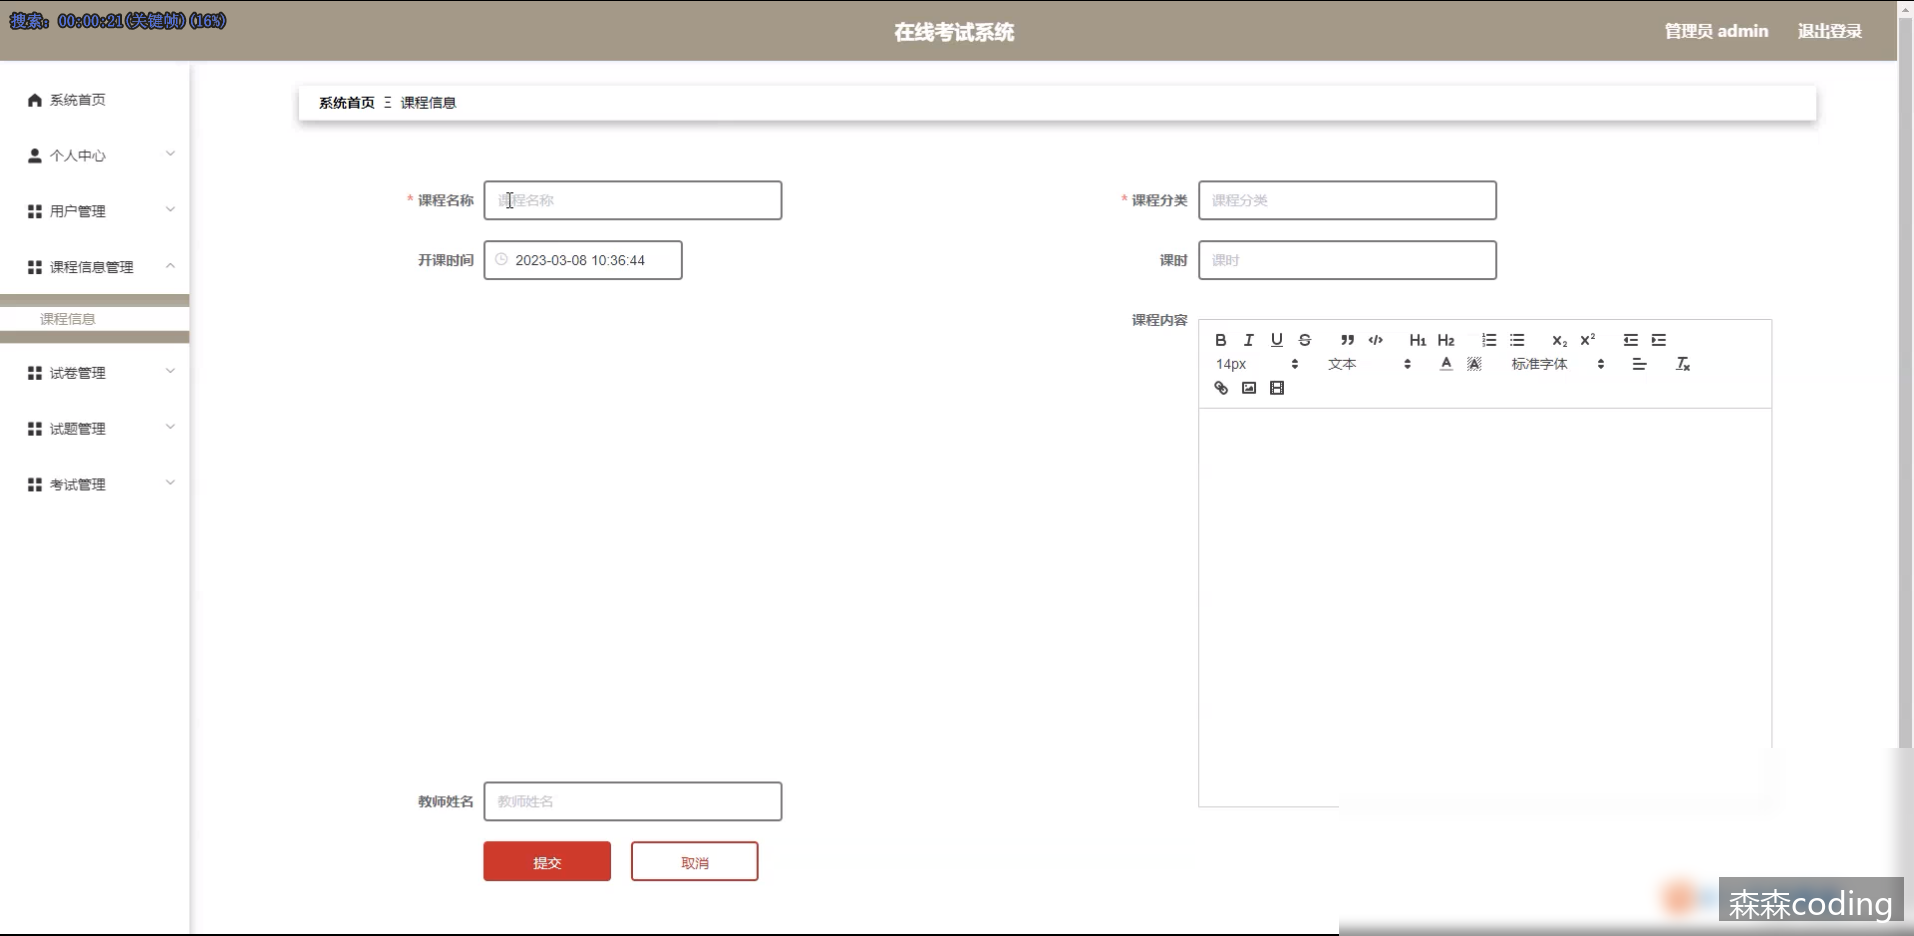 搜索: 00:00:21(关键帧)(16%)
在线考试系统
管理员 admin
退出登录
系统首页
个人中心
用户管理
课程信息管理
课程信息
试卷管理
试题管理
考试管理
系统首页 Ξ 课程信息
* 课程名称 课程名称
* 课程分类 课程分类
开课时间 2023-03-08 10:36:44
课时 课时
课程内容
B I U S ” </> H1 H2 x₂ x²
14px 文本 A A 标准字体 Tx
教师姓名 教师姓名
提交 取消
森森coding